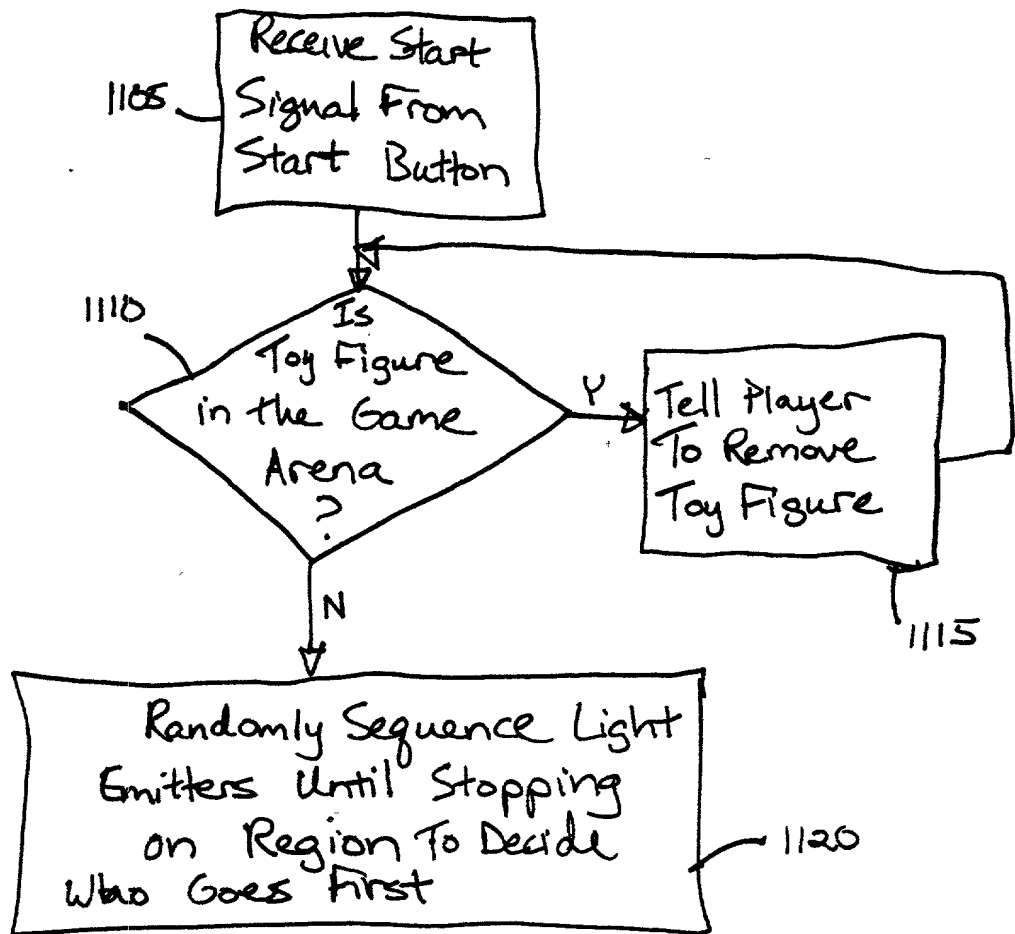 Receive Start
1105 Signal From
Start Button
1110
Is
Toy Figure
in the Game
Arena
?
Y
Tell Player
To Remove
Toy Figure
N
1115
Randomly Sequence Light
Emitters Until Stopping
on Region To Decide
Who Goes First
1120